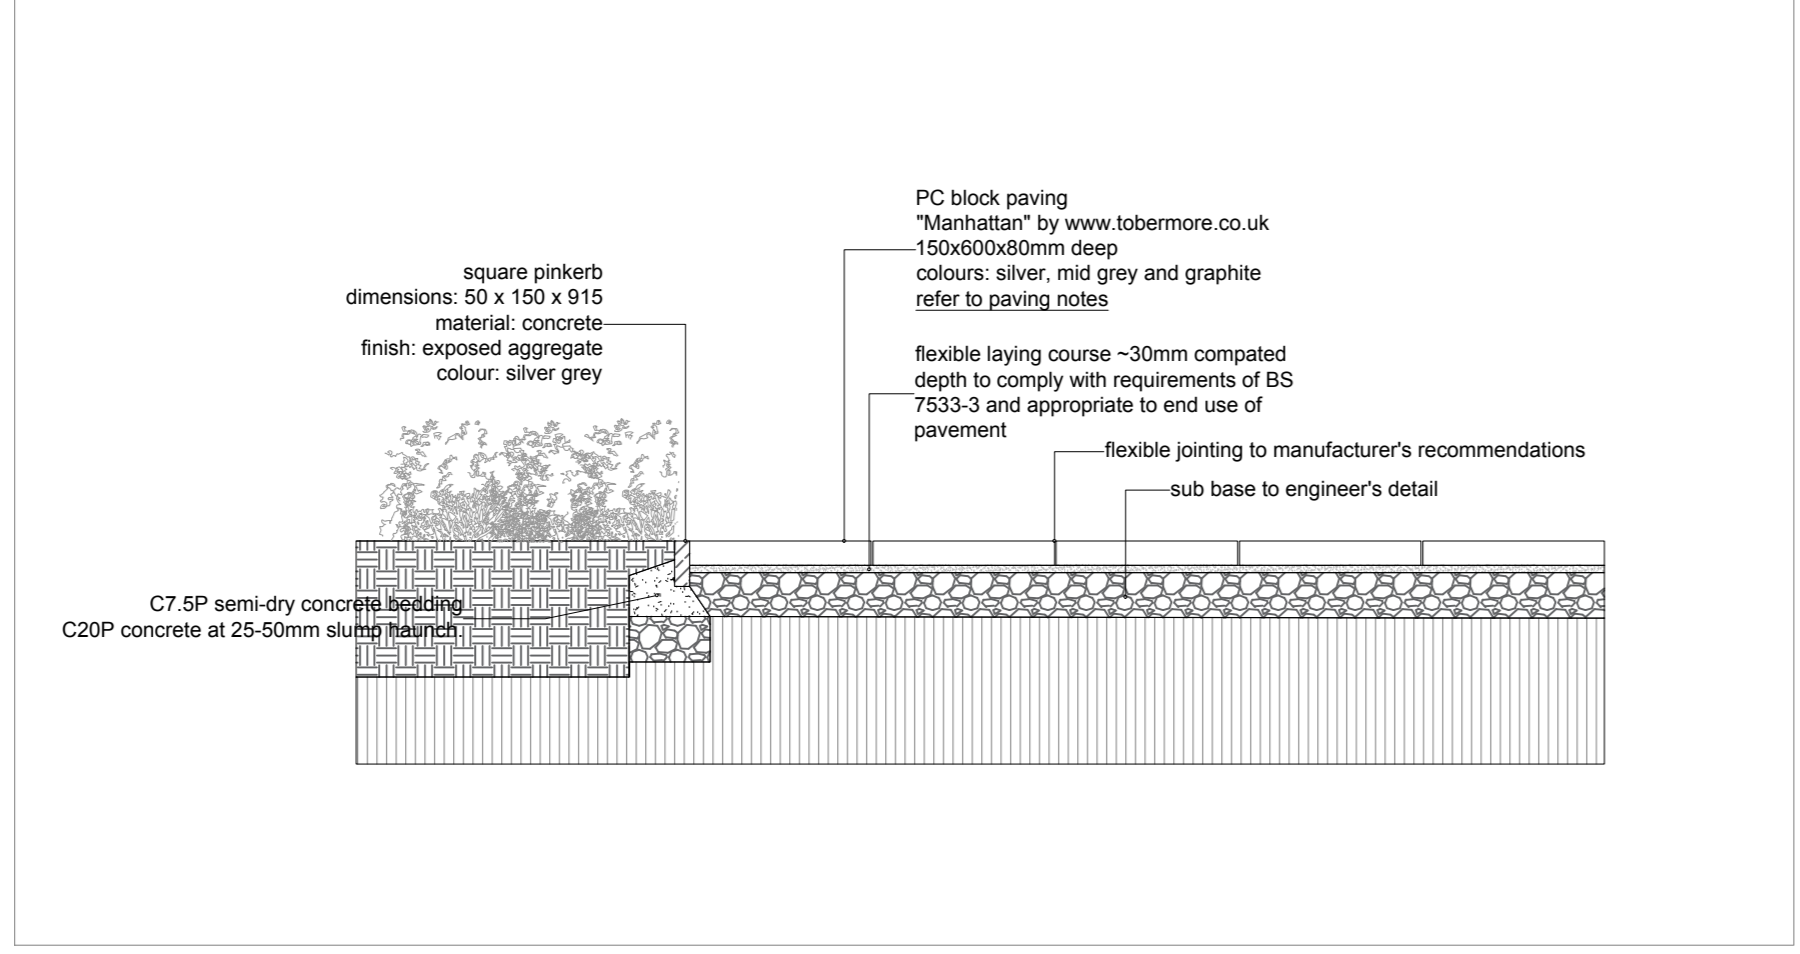 PC block paving
"Manhattan" by www.tobermore.co.uk
150x600x80mm deep
colours: silver, mid grey and graphite
refer to paving notes
square pinkerb
dimensions: 50 x 150 x 915
material: concrete
finish: exposed aggregate
colour: silver grey
flexible laying course ~30mm compated
depth to comply with requirements of BS
7533-3 and appropriate to end use of
pavement
flexible jointing to manufacturer's recommendations
sub base to engineer's detail
C7.5P semi-dry concrete bedding
C20P concrete at 25-50mm slump haunch.